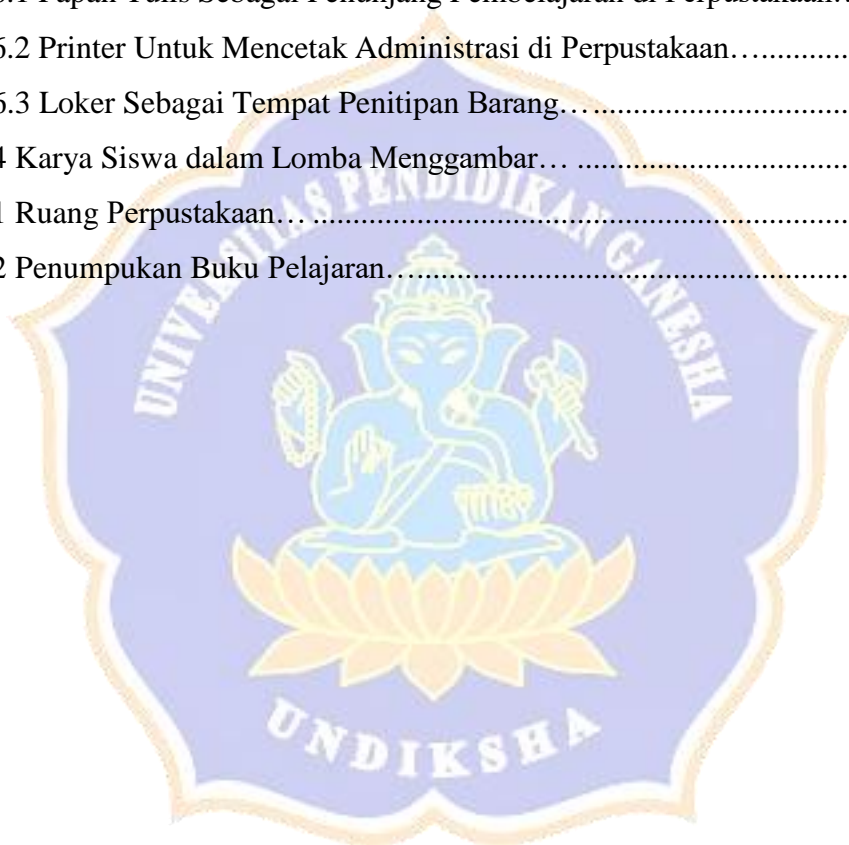 6.1 Papan Tulis Sebagai Penunjang Pembelajaran di Perpustakaan...
6.2 Printer Untuk Mencetak Administrasi di Perpustakaan…...........
6.3 Loker Sebagai Tempat Penitipan Barang…................................
4 Karya Siswa dalam Lomba Menggambar… ..................................
1 Ruang Perpustakaan… ..................................................................
2 Penumpukan Buku Pelajaran….....................................................
UNIVERSITAS PENDIDIKAN GANESHA
UNDIKSHA